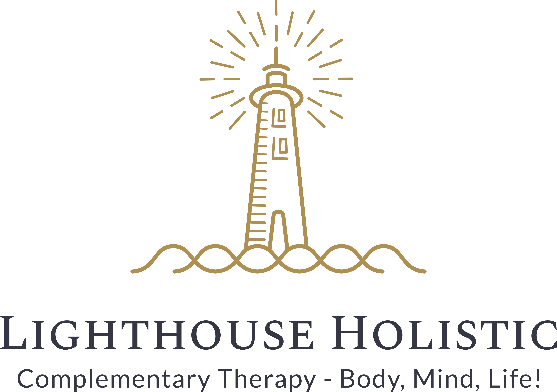 Lighthouse Holistic
Complementary Therapy - Body, Mind, Life!